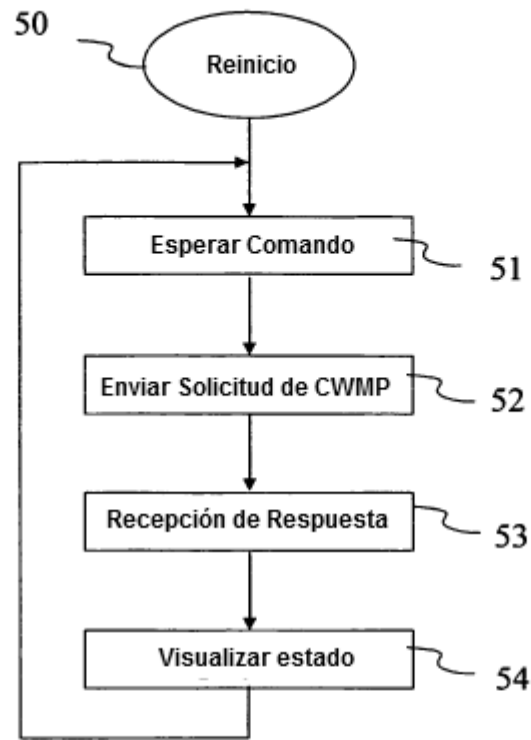 50
Reinicio
Esperar Comando
51
Enviar Solicitud de CWMP
52
Recepción de Respuesta
53
Visualizar estado
54